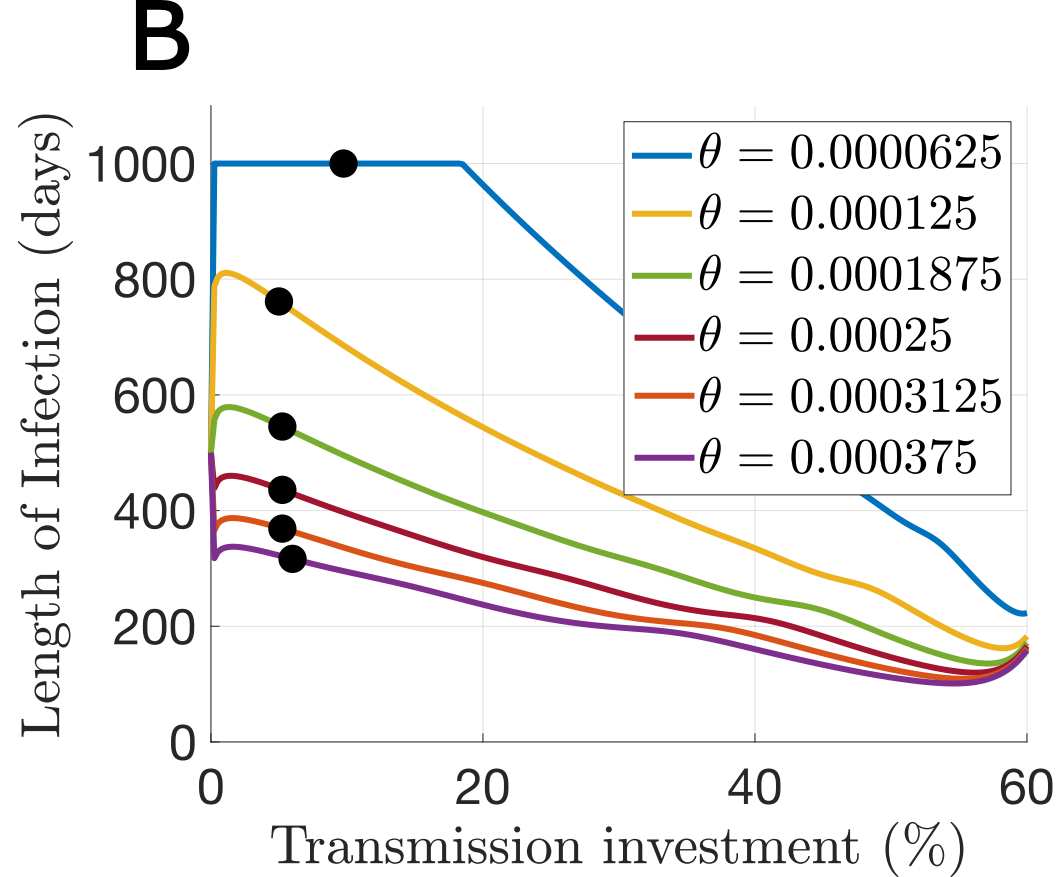 B
Length of Infection (days)
1000
800
600
400
200
0
θ = 0.0000625
θ = 0.000125
θ = 0.0001875
θ = 0.00025
θ = 0.0003125
θ = 0.000375
0 20 40 60
Transmission investment (%)